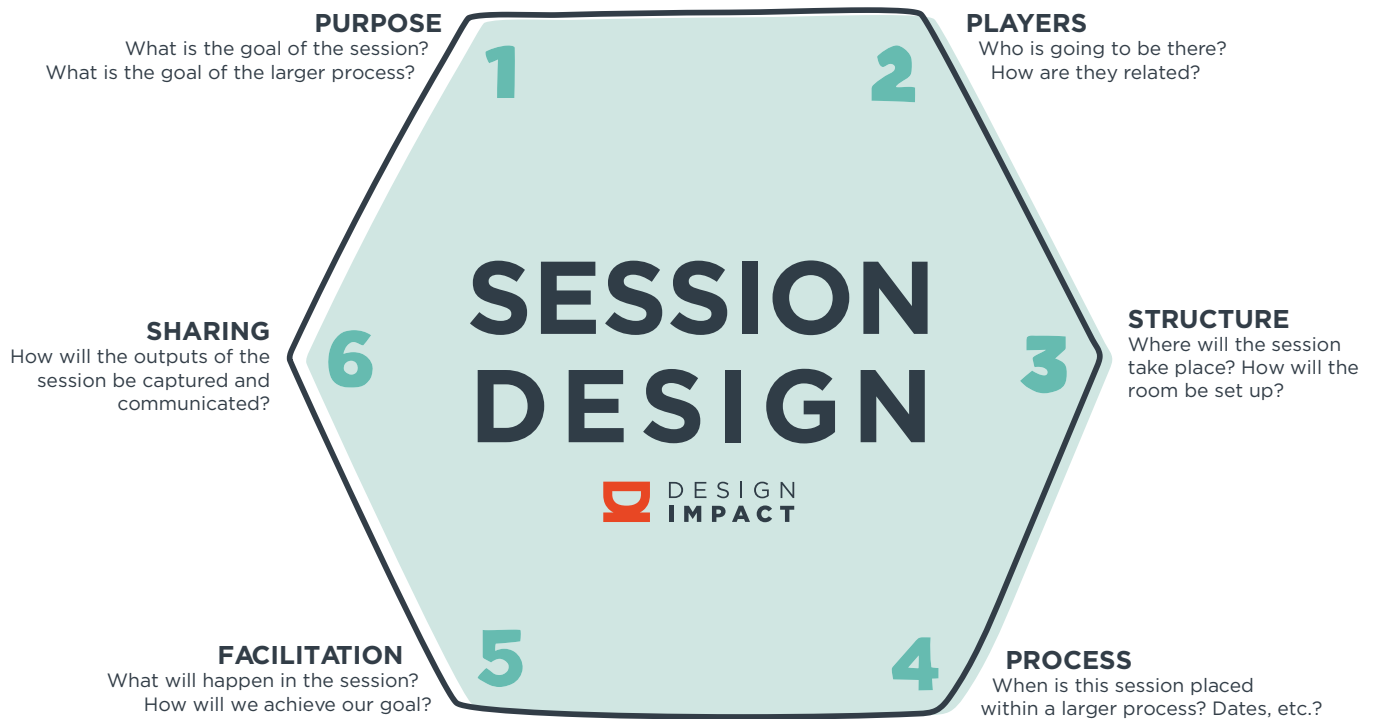 PURPOSE
What is the goal of the session?
What is the goal of the larger process?
1
2
PLAYERS
Who is going to be there?
How are they related?
SESSION
DESIGN
DESIGN
IMPACT
3
STRUCTURE
Where will the session
take place? How will the
room be set up?
4
PROCESS
When is this session placed
within a larger process? Dates, etc.?
5
FACILITATION
What will happen in the session?
How will we achieve our goal?
6
SHARING
How will the outputs of the
session be captured and
communicated?